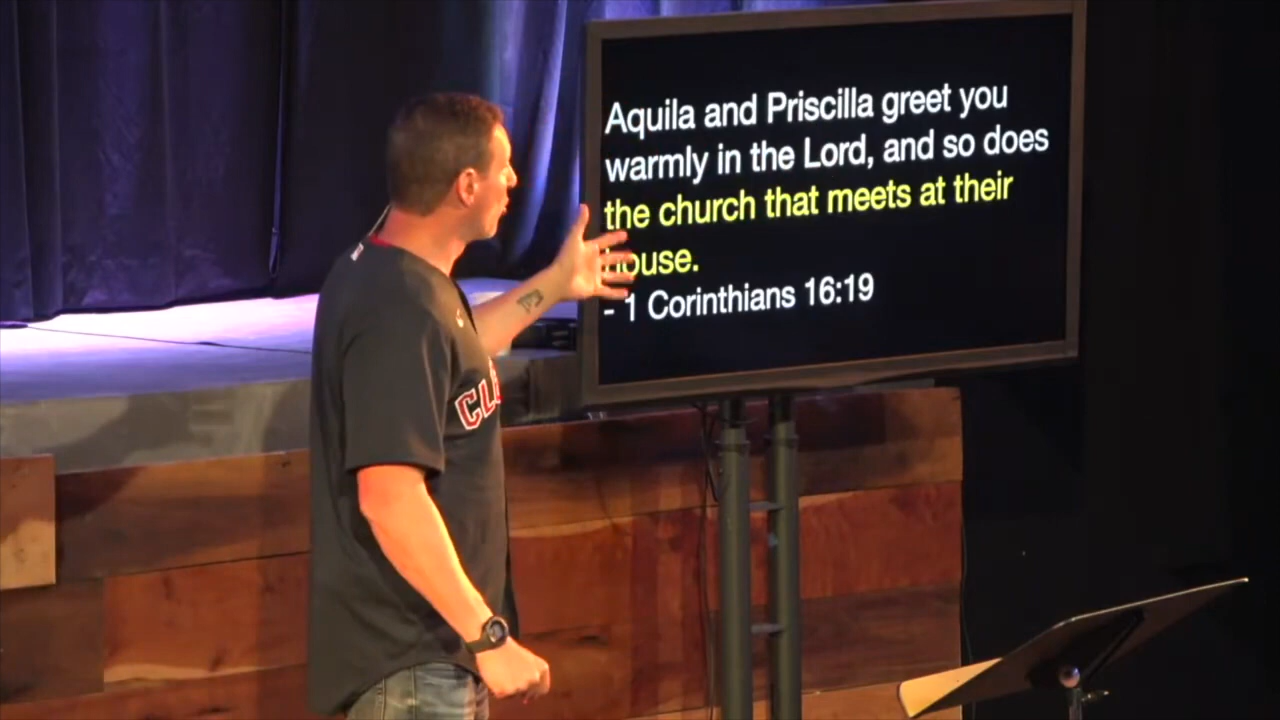 Aquila and Priscilla greet you
warmly in the Lord, and so does
the church that meets at their
house.
- 1 Corinthians 16:19